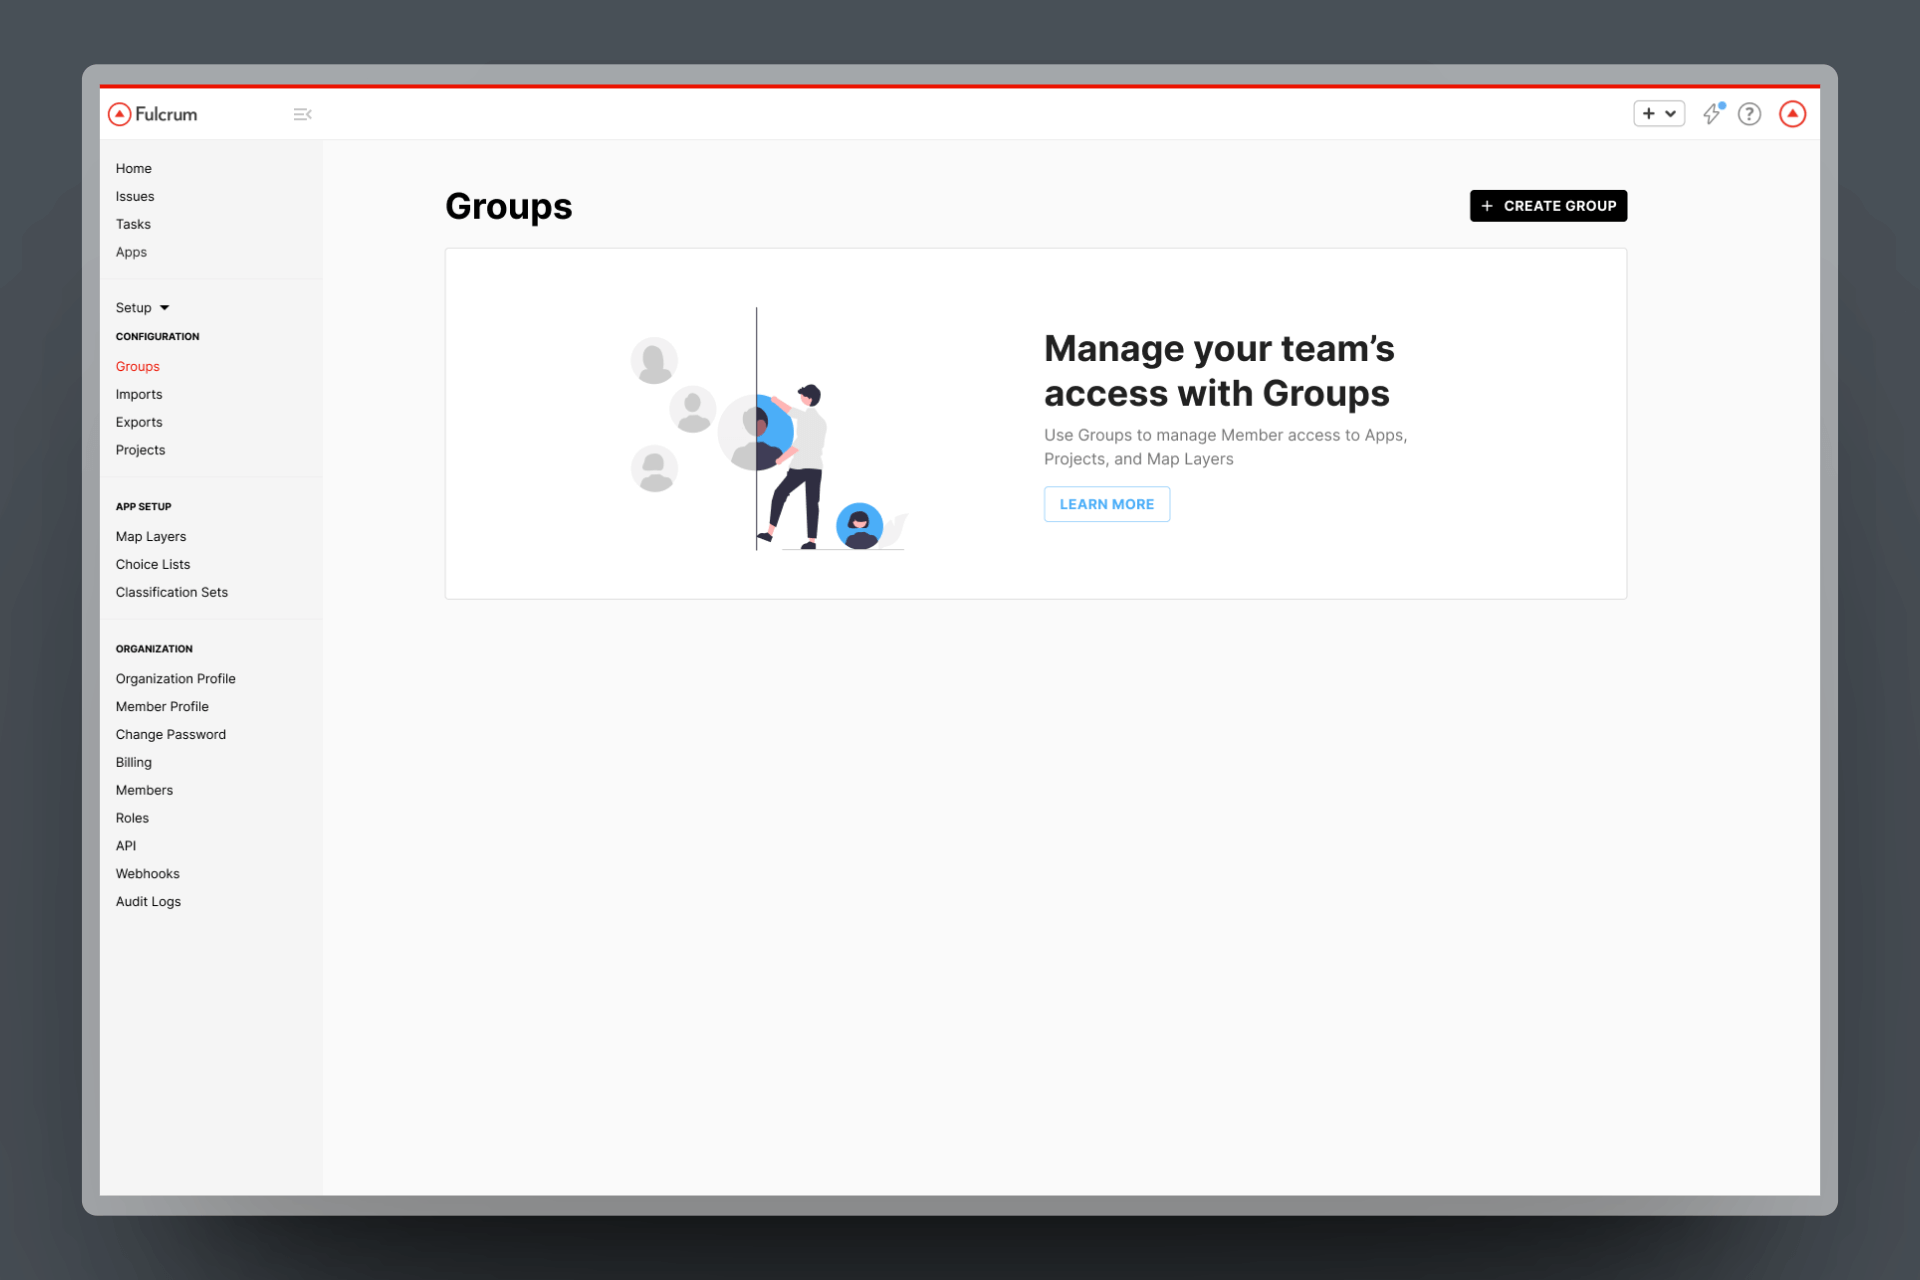 Fulcrum
Home
Issues
Tasks
Apps
Setup
CONFIGURATION
Groups
Imports
Exports
Projects
APP SETUP
Map Layers
Choice Lists
Classification Sets
ORGANIZATION
Organization Profile
Member Profile
Change Password
Billing
Members
Roles
API
Webhooks
Audit Logs
Groups
+ CREATE GROUP
Manage your team’s
access with Groups
Use Groups to manage Member access to Apps,
Projects, and Map Layers
LEARN MORE